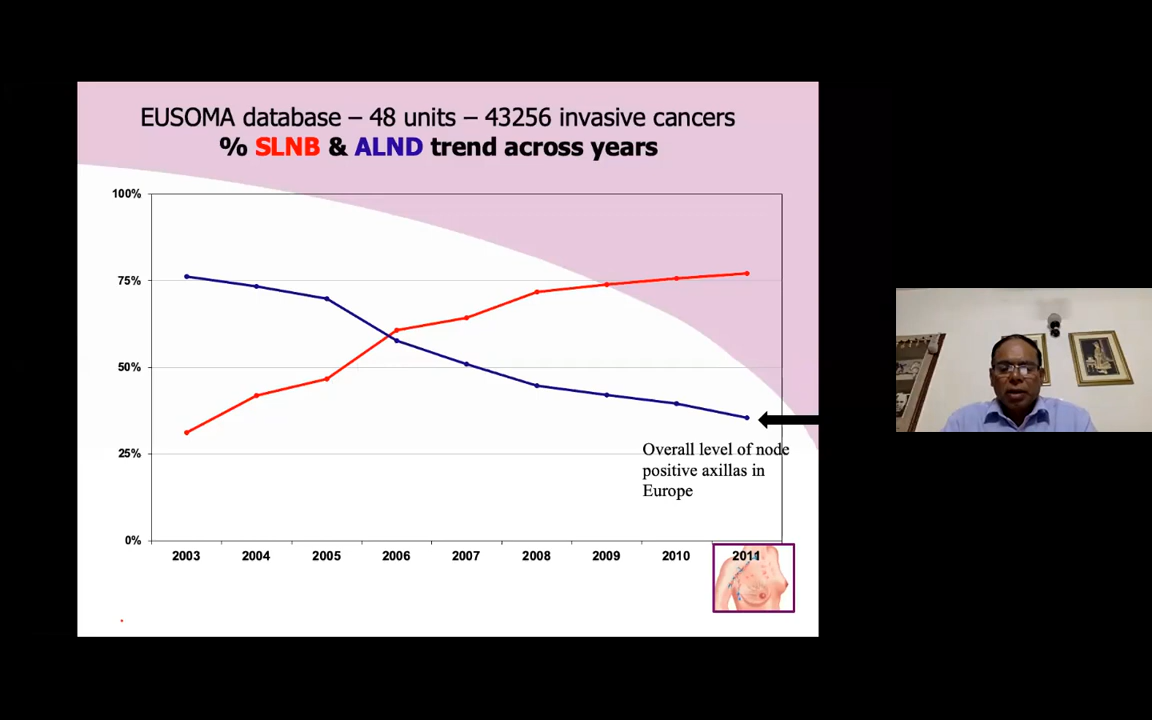 EUSOMA database – 48 units – 43256 invasive cancers
% SLNB & ALND trend across years
100%
75%
50%
25%
0%
Overall level of node
positive axillas in
Europe
2003 2004 2005 2006 2007 2008 2009 2010 2011